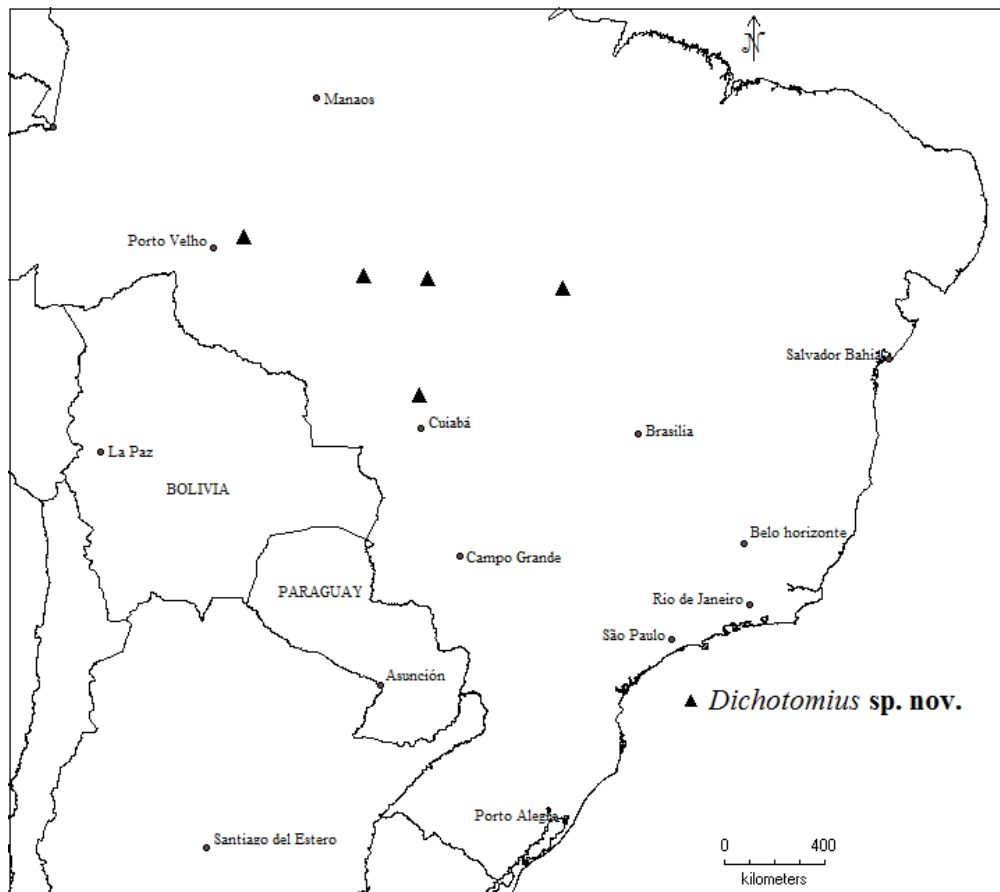 N
Manaos
Porto Velho
Salvador Bahia
Cuiabá
Brasilia
La Paz
BOLIVIA
Belo horizonte
Campo Grande
PARAGUAY
Rio de Janeiro
São Paulo
Asunción
Dichotomius sp. nov.
Porto Alegre
Santiago del Estero
0 400
kilometers